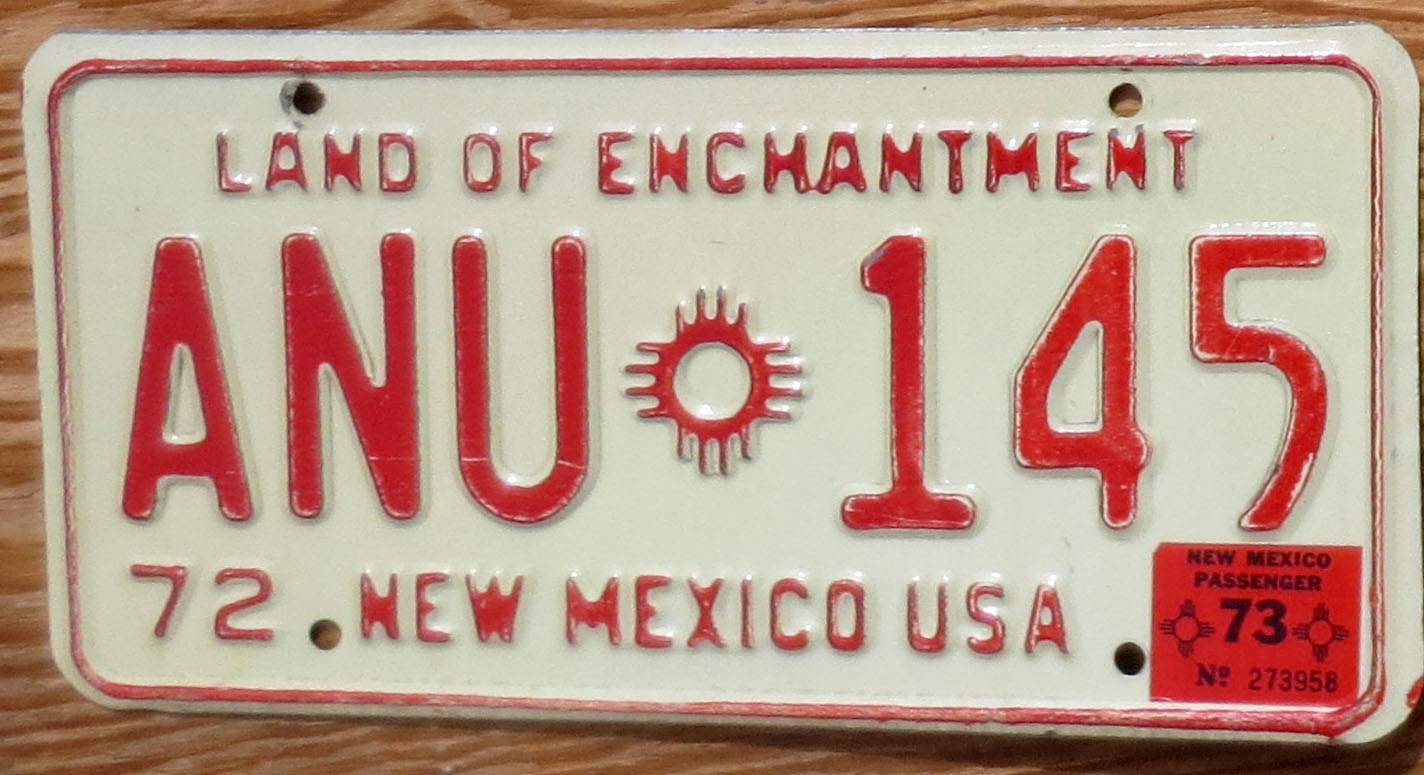 LAND OF ENCHANTMENT
ANU 145
72 NEW MEXICO USA
NEW MEXICO
PASSENGER
73
Nº 273958